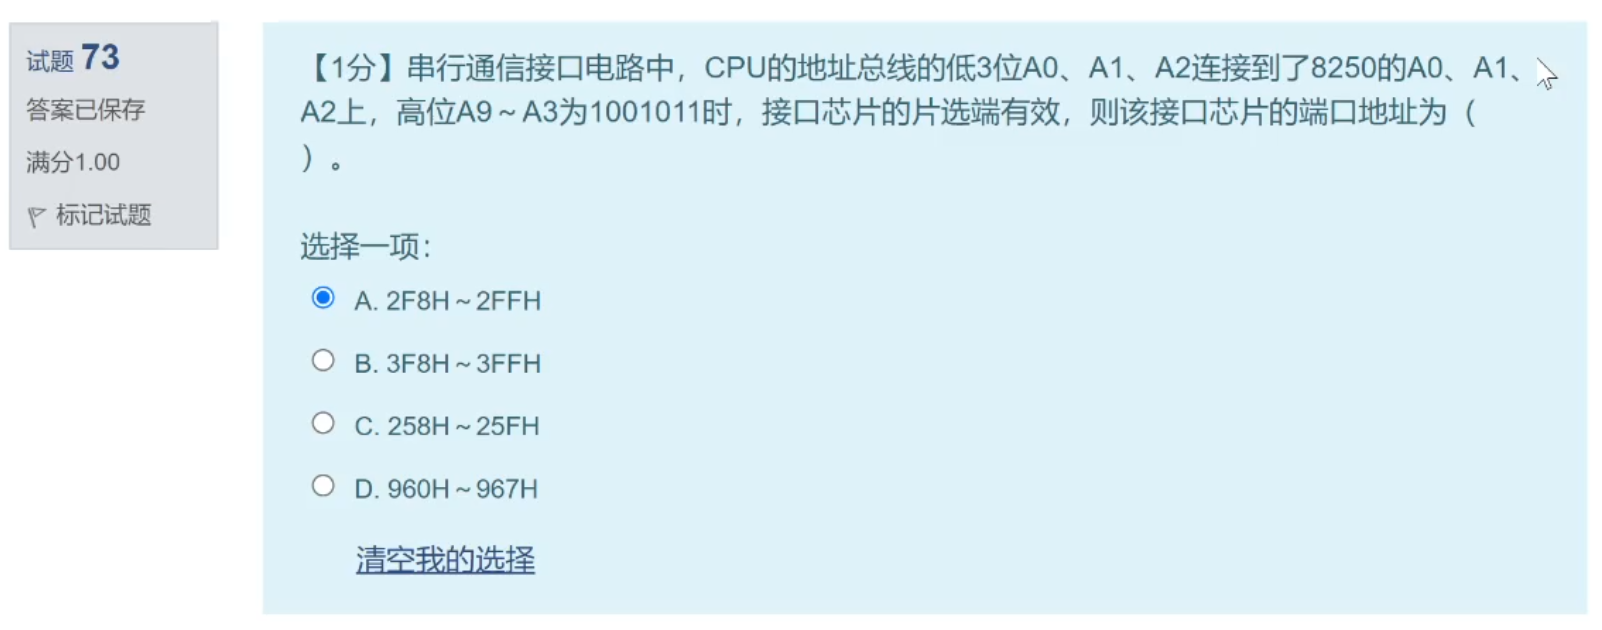 试题 73
答案已保存
满分1.00
标记试题
【1分】串行通信接口电路中，CPU的地址总线的低3位A0、A1、A2连接到了8250的A0、A1、
A2上，高位A9～A3为1001011时，接口芯片的片选端有效，则该接口芯片的端口地址为（
）。
选择一项：
A. 2F8H～2FFH
B. 3F8H～3FFH
C. 258H～25FH
D. 960H～967H
清空我的选择